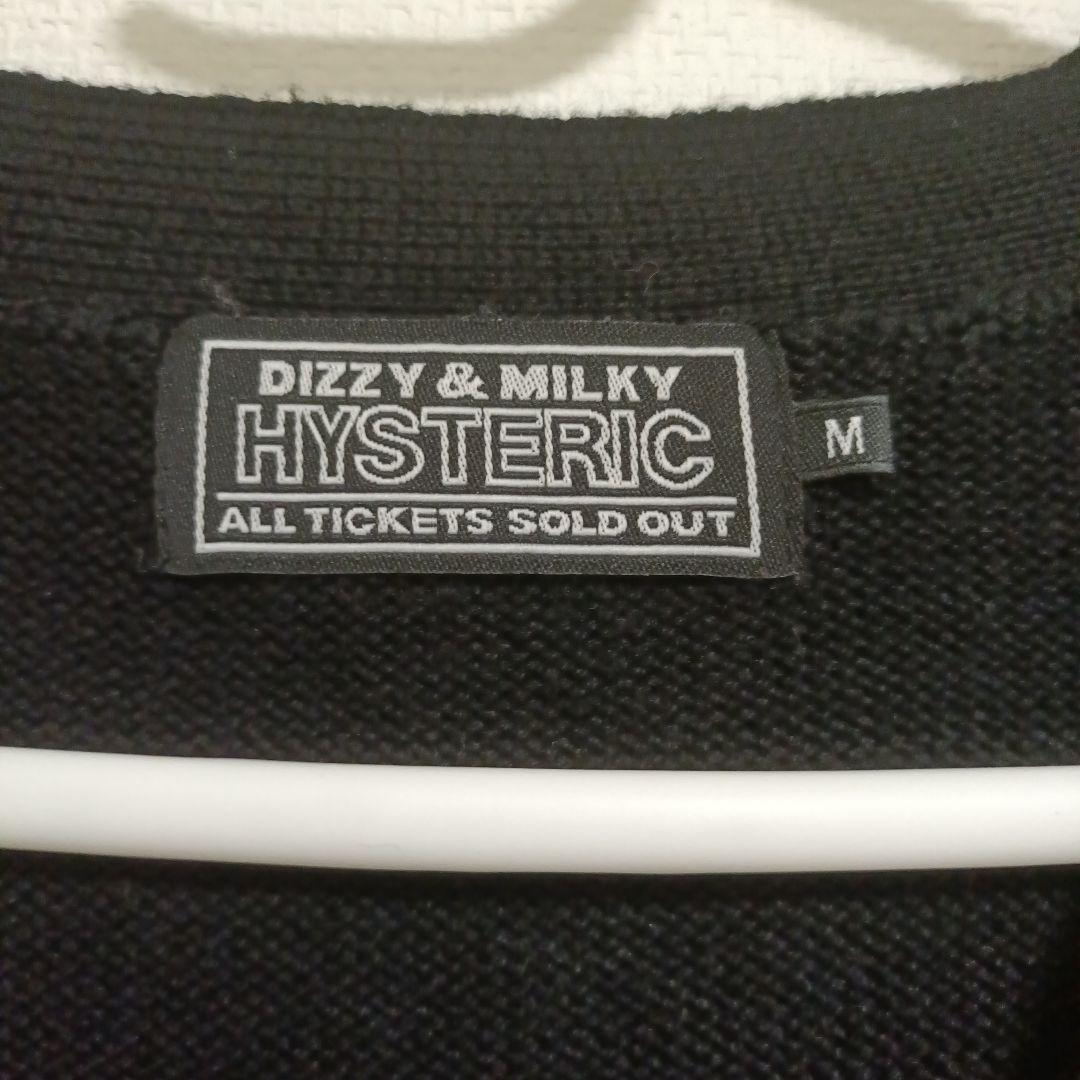 DIZZY & MILKY
HYSTERIC
ALL TICKETS SOLD OUT
M